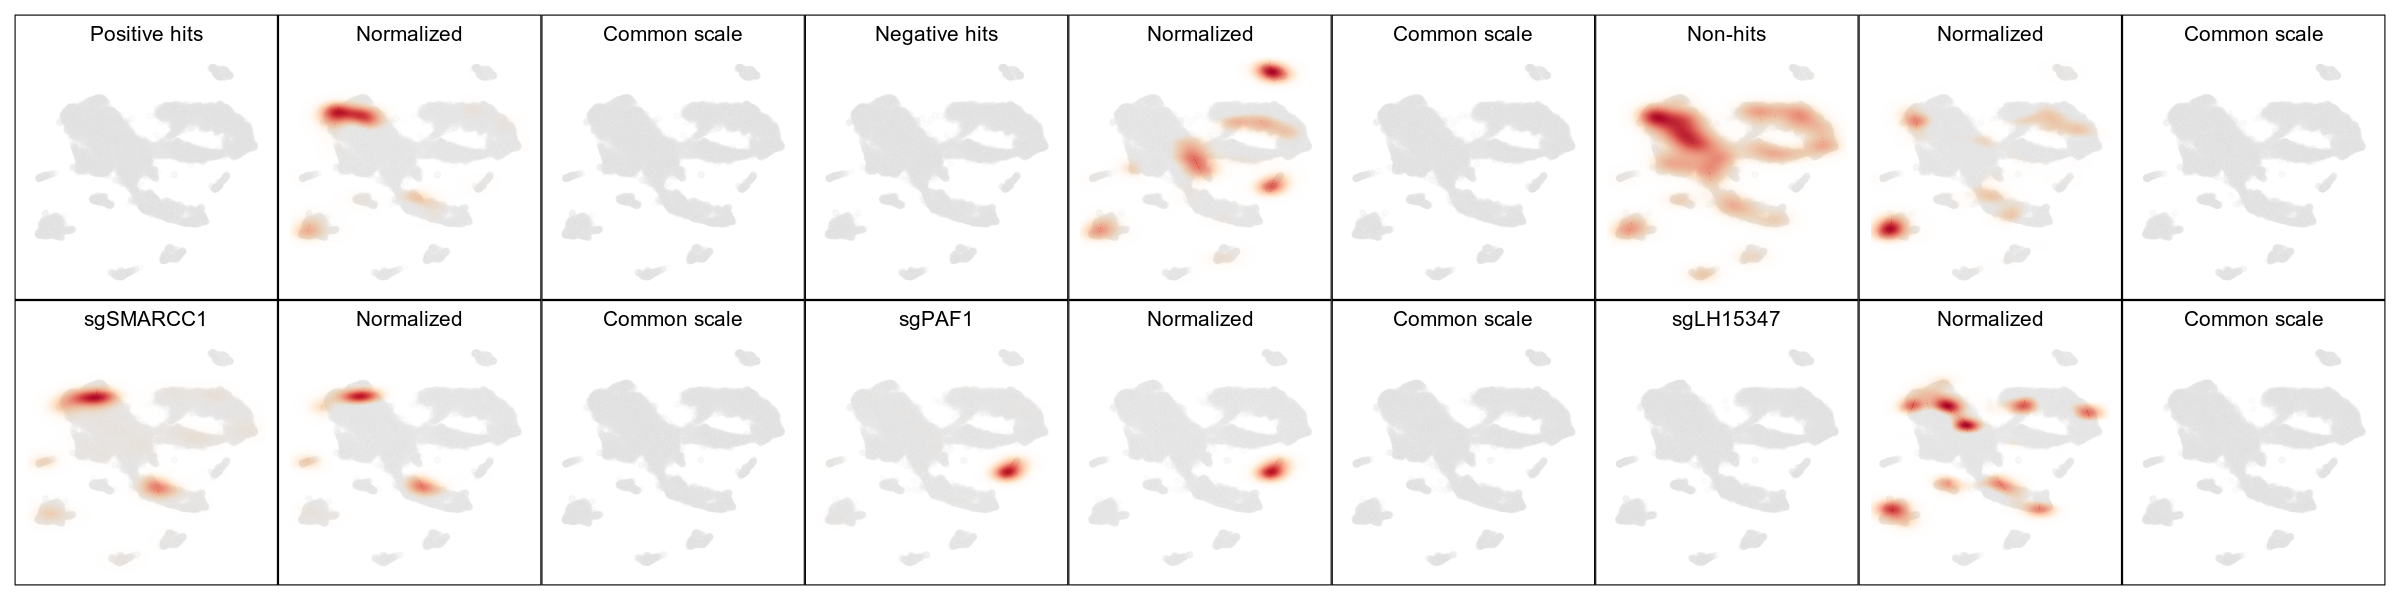 Positive hits
Normalized
Common scale
Negative hits
Normalized
Common scale
Non-hits
Normalized
Common scale
sgSMARCC1
Normalized
Common scale
sgPAF1
Normalized
Common scale
sgLH15347
Normalized
Common scale